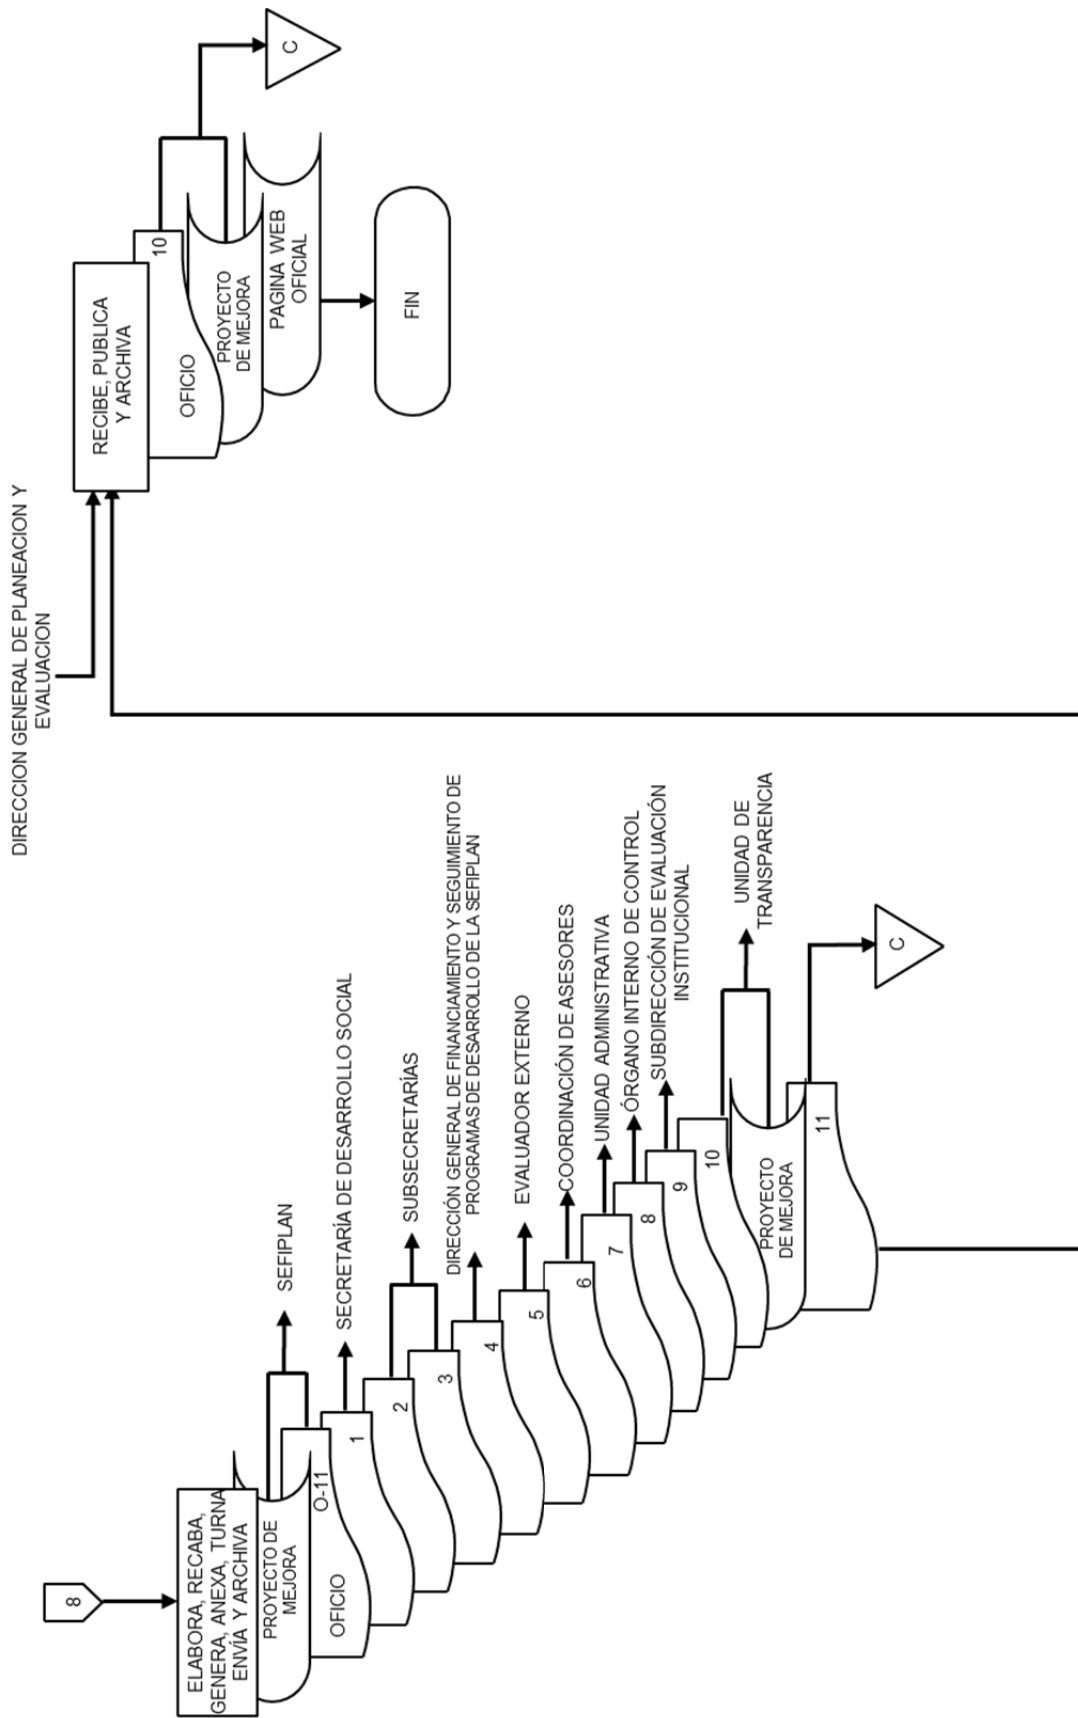 8
ELABORA, RECABA,
GENERA, ANEXA, TURNA
ENVÍA Y ARCHIVA
PROYECTO DE
MEJORA
O-11
OFICIO
SEFIPLAN
1
SECRETARÍA DE DESARROLLO SOCIAL
2
3
SUBSECRETARÍAS
4
DIRECCIÓN GENERAL DE FINANCIAMIENTO Y SEGUIMIENTO DE
PROGRAMAS DE DESARROLLO DE LA SEFIPLAN
5
EVALUADOR EXTERNO
6
COORDINACIÓN DE ASESORES
7
UNIDAD ADMINISTRATIVA
8
ÓRGANO INTERNO DE CONTROL
9
SUBDIRECCIÓN DE EVALUACIÓN
INSTITUCIONAL
10
PROYECTO
DE MEJORA
UNIDAD DE
TRANSPARENCIA
11
C
DIRECCION GENERAL DE PLANEACION Y
EVALUACION
RECIBE, PUBLICA
Y ARCHIVA
10
OFICIO
PROYECTO
DE MEJORA
PAGINA WEB
OFICIAL
C
FIN